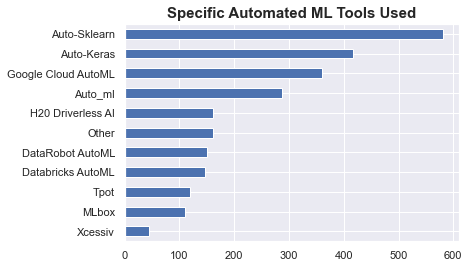 Specific Automated ML Tools Used
Auto-Sklearn
Auto-Keras
Google Cloud AutoML
Auto_ml
H20 Driverless AI
Other
DataRobot AutoML
Databricks AutoML
Tpot
MLbox
Xcessiv
0 100 200 300 400 500 600